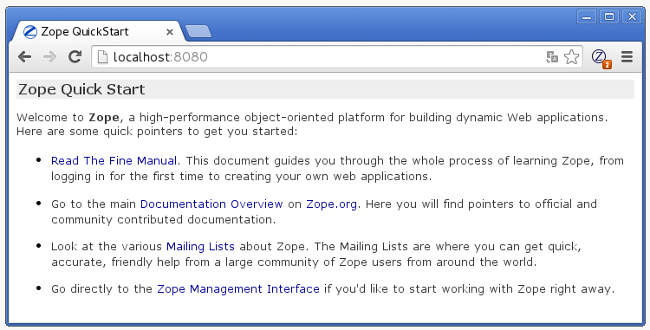 Zope QuickStart
localhost:8080
2
Zope Quick Start
Welcome to Zope, a high-performance object-oriented platform for building dynamic Web applications.
Here are some quick pointers to get you started:
• Read The Fine Manual. This document guides you through the whole process of learning Zope, from
logging in for the first time to creating your own web applications.
• Go to the main Documentation Overview on Zope.org. Here you will find pointers to official and
community contributed documentation.
• Look at the various Mailing Lists about Zope. The Mailing Lists are where you can get quick,
accurate, friendly help from a large community of Zope users from around the world.
• Go directly to the Zope Management Interface if you'd like to start working with Zope right away.